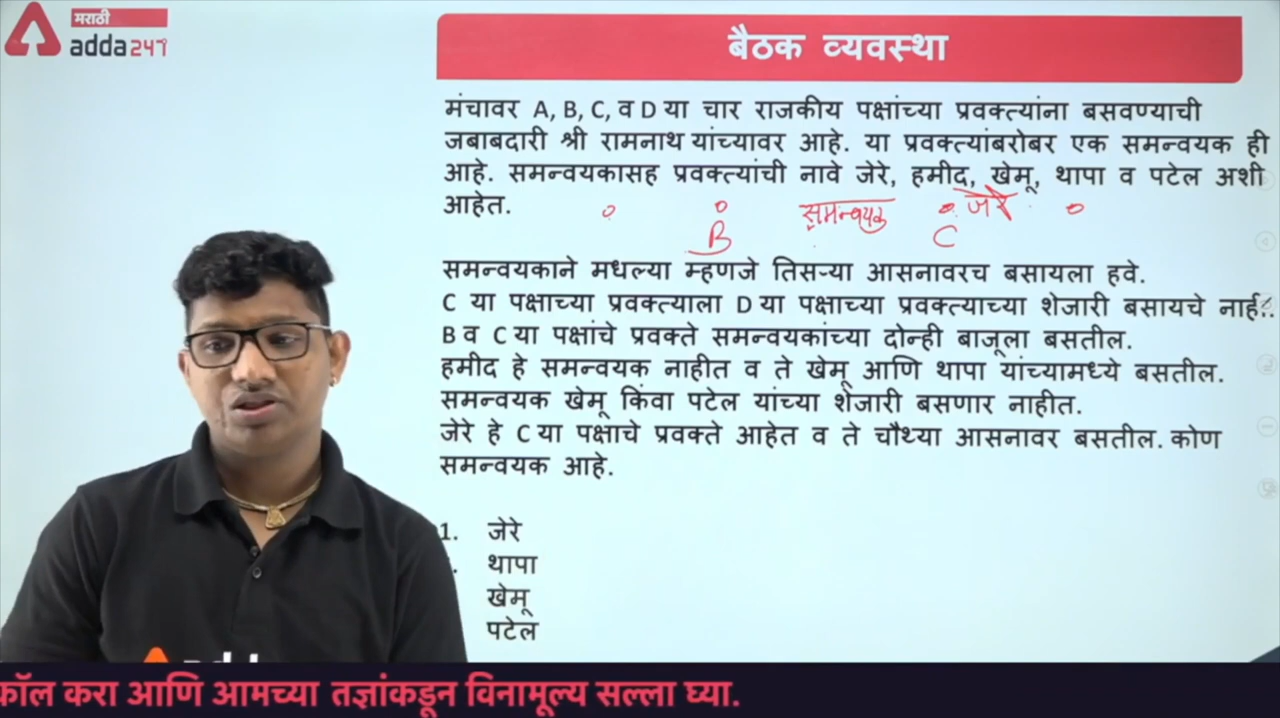 मराठी
adda247
बैठक व्यवस्था
मंचावर A, B, C, व D या चार राजकीय पक्षांच्या प्रवक्त्यांना बसवण्याची
जबाबदारी श्री रामनाथ यांच्यावर आहे. या प्रवक्त्यांबरोबर एक समन्वयक ही
आहे. समन्वयकासह प्रवक्त्यांची नावे जेरे, हमीद, खेमू, थापा व पटेल अशी
आहेत.
समन्वयक जेरे
B C
समन्वयकाने मधल्या म्हणजे तिसऱ्या आसनावरच बसायला हवे.
C या पक्षाच्या प्रवक्त्याला D या पक्षाच्या प्रवक्त्याच्या शेजारी बसायचे
B व C या पक्षांचे प्रवक्ते समन्वयकांच्या दोन्ही बाजूला बसतील.
हमीद हे समन्वयक नाहीत व ते खेमू आणि थापा यांच्यामध्ये बसतील.
समन्वयक खेमू किंवा पटेल यांच्या शेजारी बसणार नाहीत.
जेरे हे C या पक्षाचे प्रवक्ते आहेत व ते चौथ्या आसनावर बसतील. कोण
समन्वयक आहे.
1. जेरे
थापा
खेमू
पटेल
कॉल करा आणि आमच्या तज्ञांकडून विनामूल्य सल्ला घ्या.